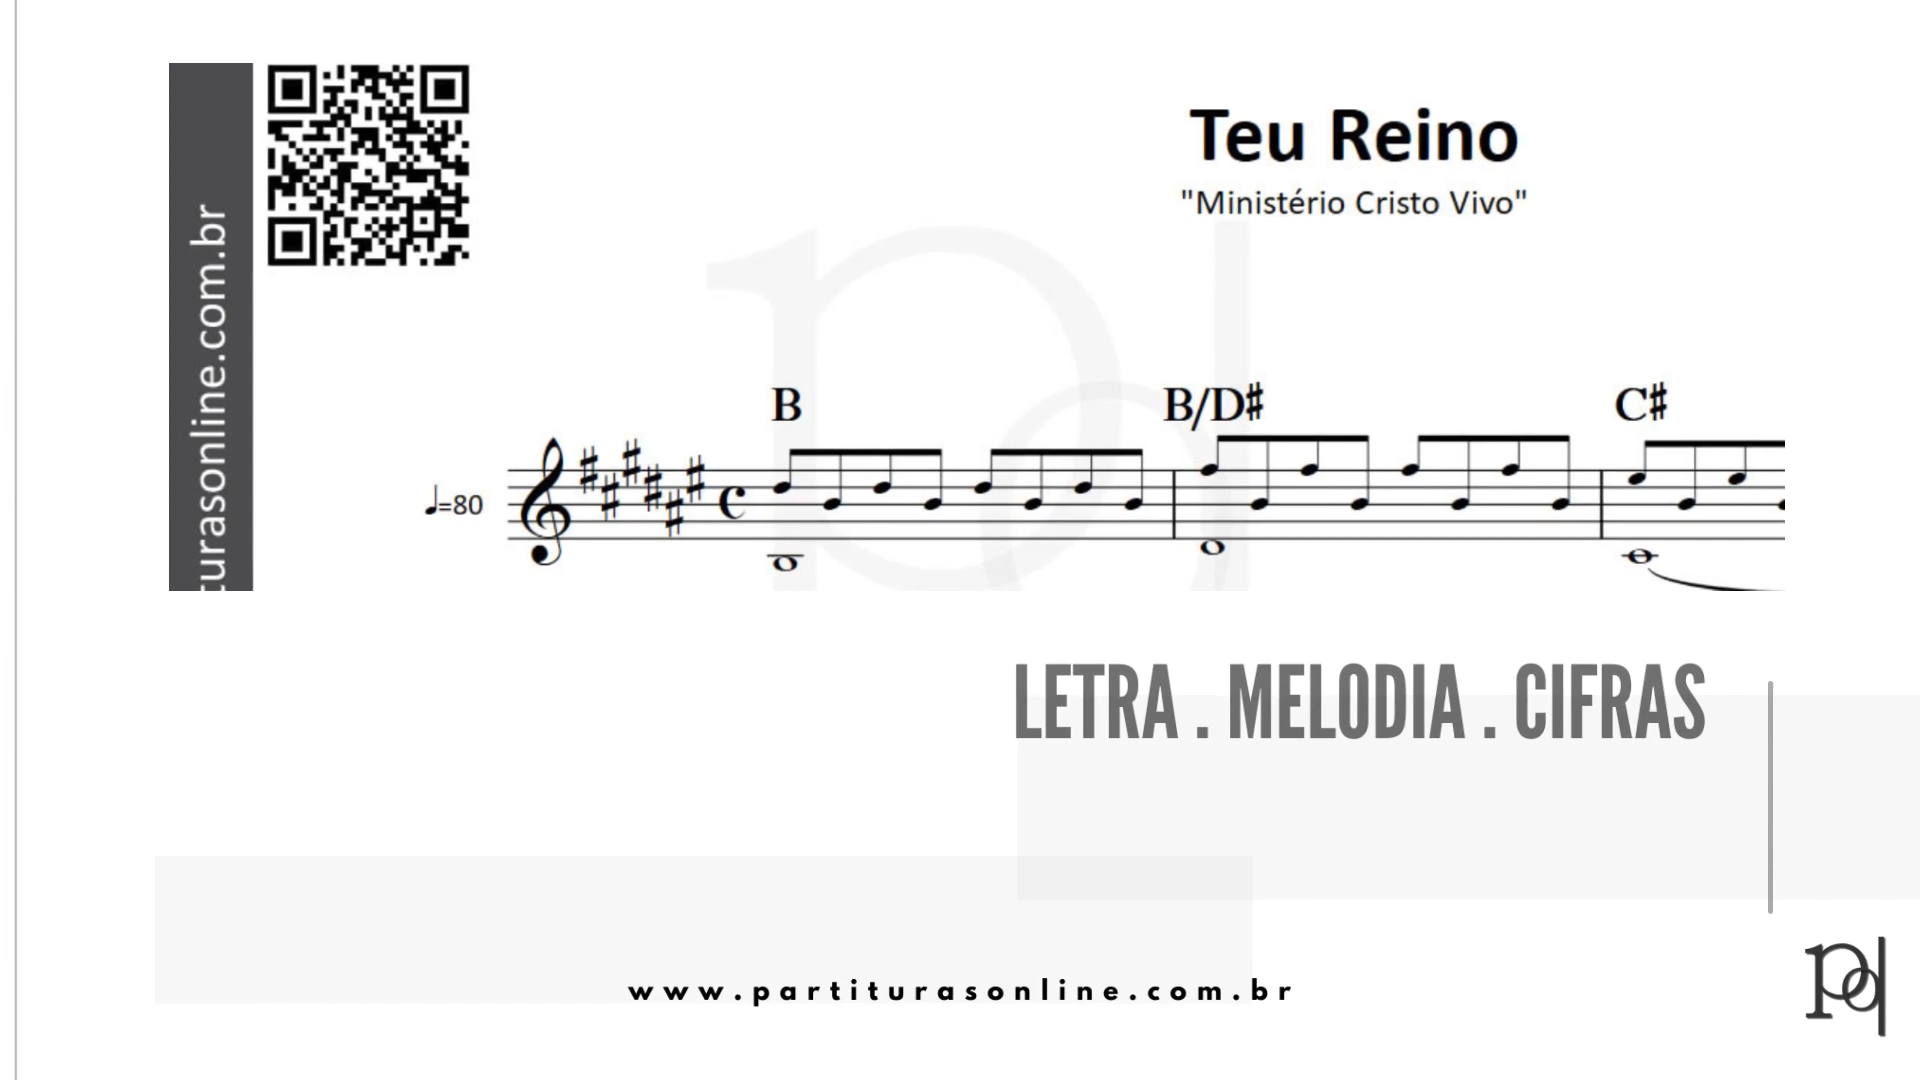 turasonline.com.br
Teu Reino
"Ministério Cristo Vivo"
B B/D♯ C♯
♩=80
LETRA . MELODIA . CIFRAS
www.partiturasonline.com.br